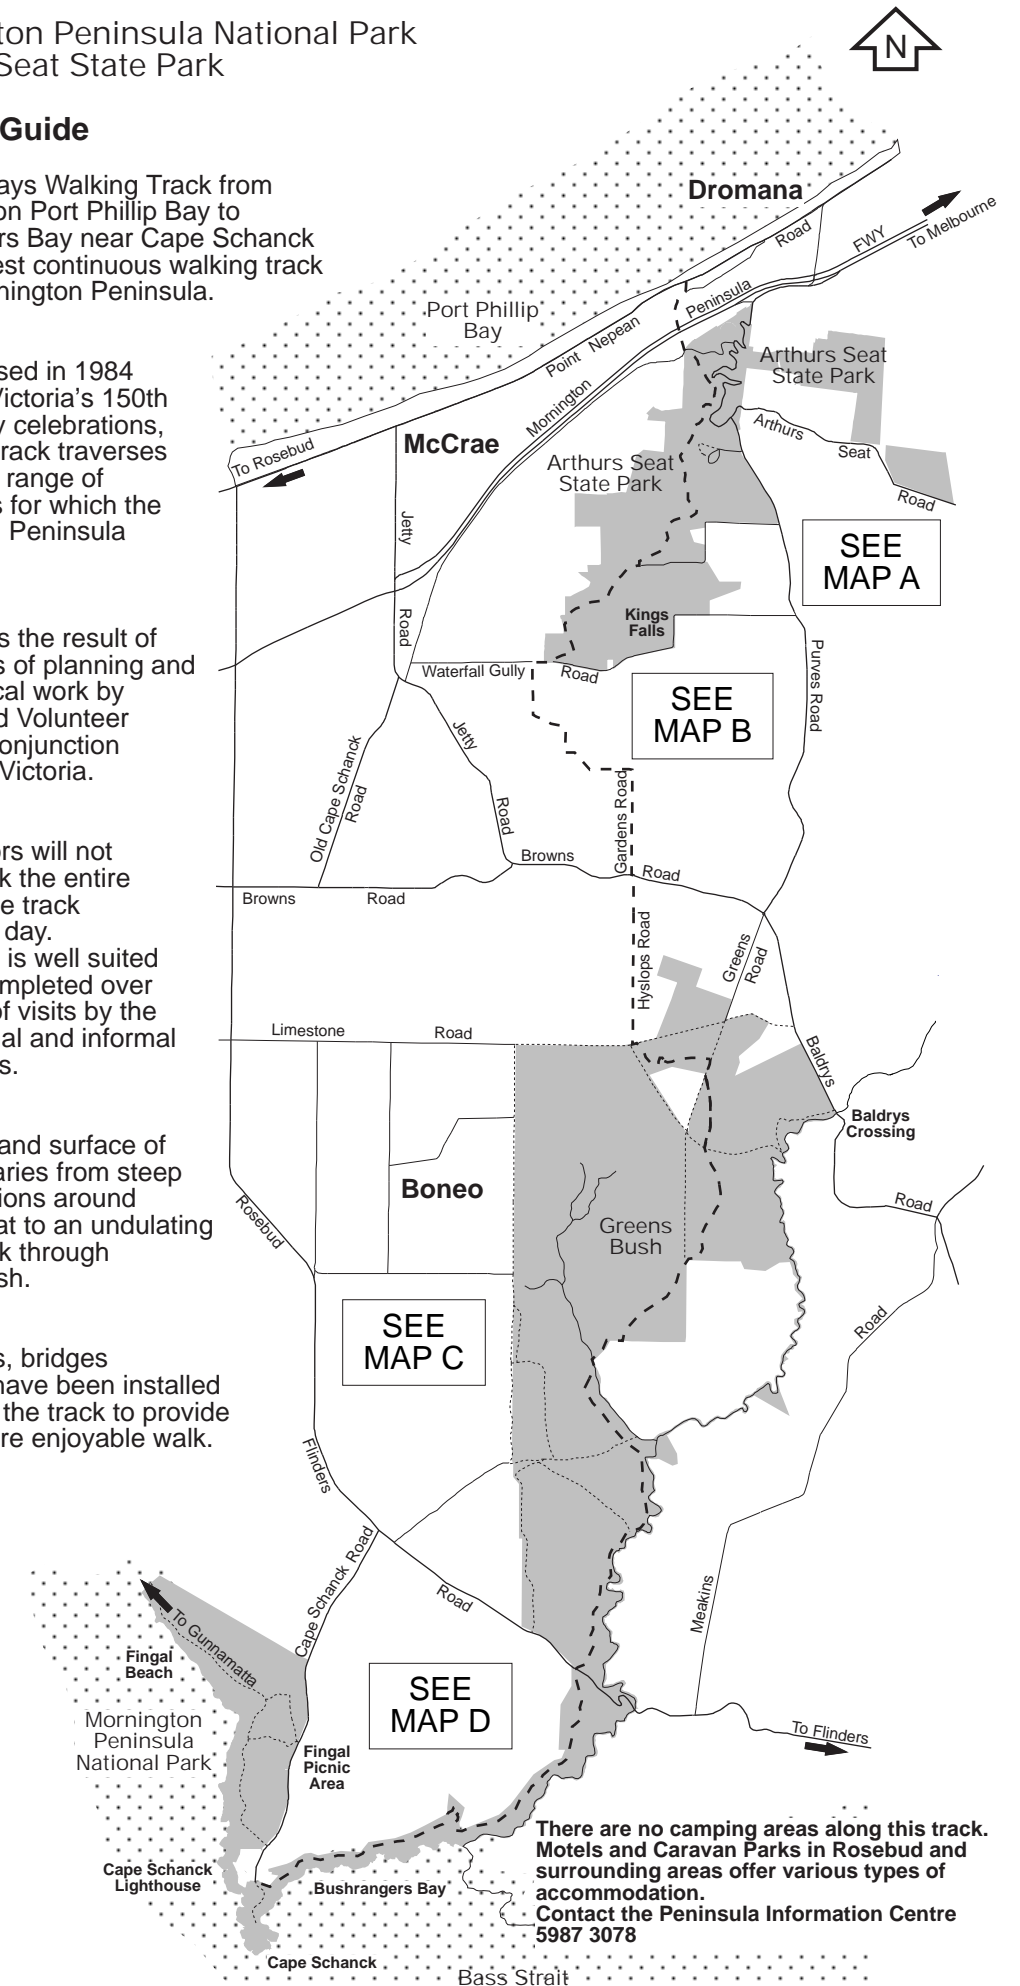 ton Peninsula National Park
Seat State Park
N
Guide
ays Walking Track from
on Port Phillip Bay to
rs Bay near Cape Schanck
est continuous walking track
nington Peninsula.
sed in 1984
Victoria's 150th
y celebrations,
rack traverses
range of
s for which the
Peninsula
s the result of
s of planning and
cal work by
d Volunteer
onjunction
Victoria.
ors will not
k the entire
e track
day.
is well suited
mpleted over
of visits by the
al and informal
s.
and surface of
aries from steep
tions around
at to an undulating
k through
sh.
s, bridges
have been installed
the track to provide
re enjoyable walk.
Dromana
Road
FWY
To Melbourne
Port Phillip
Bay
Peninsula
Point Nepean
Mornington
Arthurs Seat
State Park
Arthurs
Seat
Road
To Rosebud
McCrae
Arthurs Seat
State Park
SEE
MAP A
Jetty
Road
Kings
Falls
Waterfall Gully
Road
SEE
MAP B
Purves Road
Jetty
Road
Old Cape Schanck
Road
Gardens Road
Browns
Road
Browns
Road
Hyslops Road
Greens
Road
Limestone
Road
Baldrys
Baldrys
Crossing
Road
Boneo
Rosebud
Greens
Bush
SEE
MAP C
Road
Flinders
Cape Schanck Road
Road
Meakins
To Gunnamatta
Fingal
Beach
Mornington
Peninsula
National Park
SEE
MAP D
Fingal
Picnic
Area
To Flinders
Cape Schanck
Lighthouse
Bushrangers Bay
Cape Schanck
There are no camping areas along this track.
Motels and Caravan Parks in Rosebud and
surrounding areas offer various types of
accommodation.
Contact the Peninsula Information Centre
5987 3078
Bass Strait